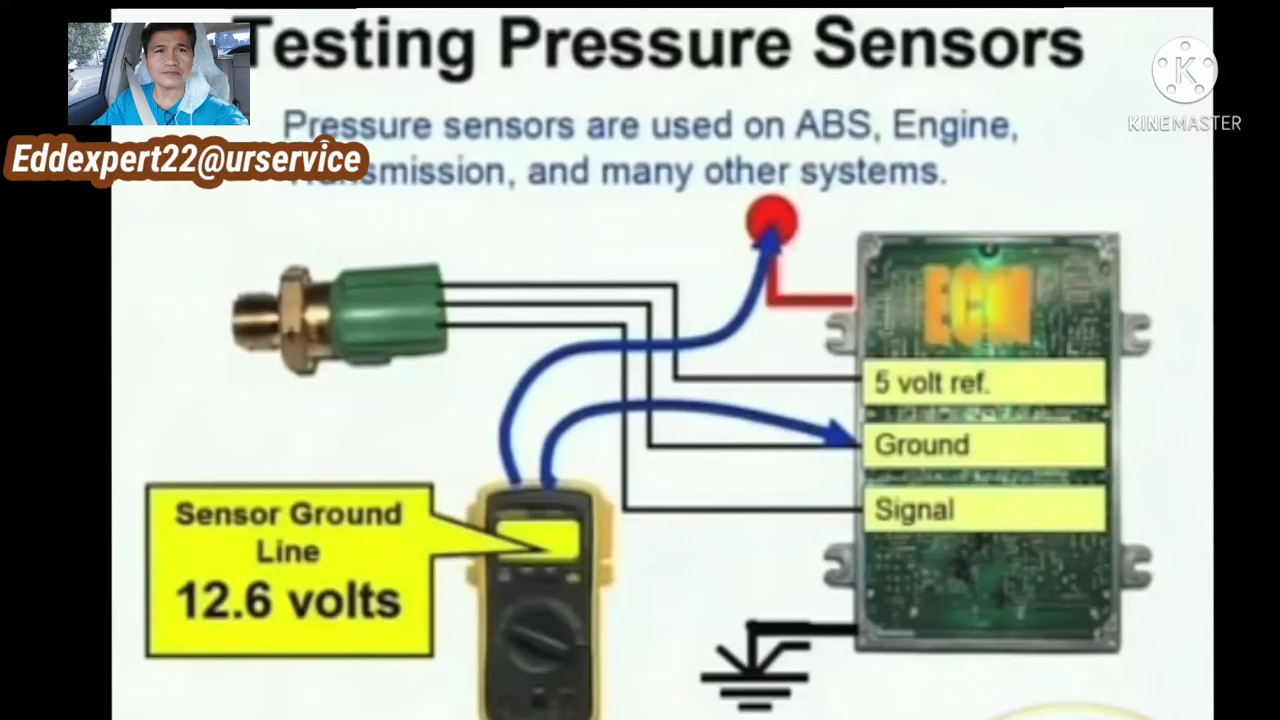 Testing Pressure Sensors
Pressure sensors are used on ABS, Engine,
KINEMASTER
Eddexpert22@urservice
and many other systems.
ECM
5 volt ref.
Ground
Signal
Sensor Ground
Line
12.6 volts